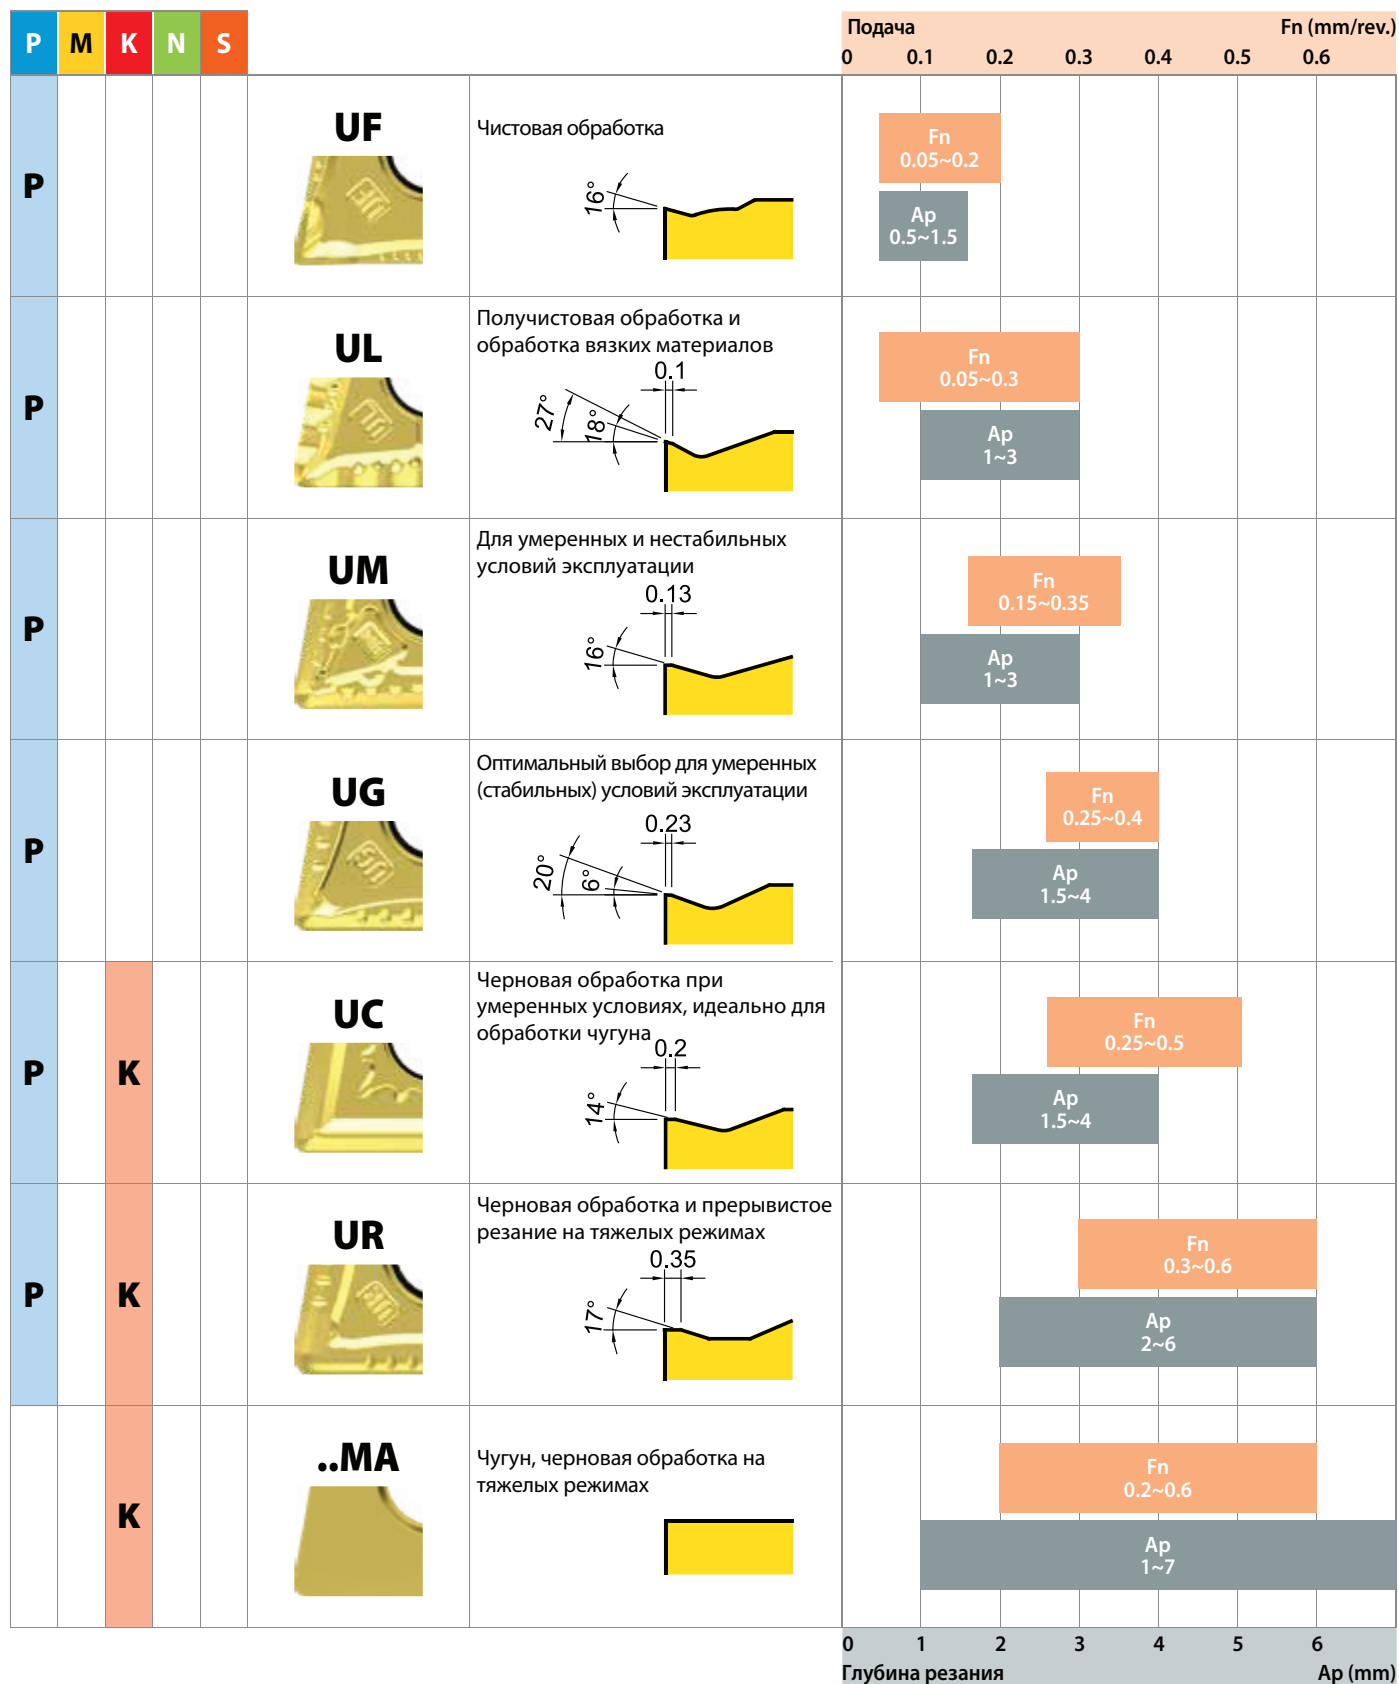 P M K N S
Подача Fn (mm/rev.)
0 0.1 0.2 0.3 0.4 0.5 0.6
P
UF
UF
Чистовая обработка
16°
Fn
0.05~0.2
Ap
0.5~1.5
P
UL
UL
Получистовая обработка и
обработка вязких материалов
0.1
27°
18°
Fn
0.05~0.3
Ap
1~3
P
UM
Для умеренных и нестабильных
условий эксплуатации
0.13
16°
Fn
0.15~0.35
Ap
1~3
P
UG
Оптимальный выбор для умеренных
(стабильных) условий эксплуатации
0.23
20°
6°
Fn
0.25~0.4
Ap
1.5~4
P K
UC
Черновая обработка при
умеренных условиях, идеально для
обработки чугуна
0.2
14°
Fn
0.25~0.5
Ap
1.5~4
P K
UR
Черновая обработка и прерывистое
резание на тяжелых режимах
0.35
17°
Fn
0.3~0.6
Ap
2~6
K
..MA
Чугун, черновая обработка на
тяжелых режимах
Fn
0.2~0.6
Ap
1~7
0 1 2 3 4 5 6
Глубина резания Ap (mm)